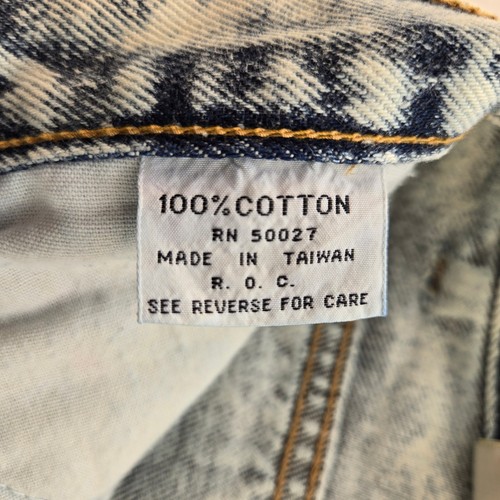 100% COTTON
RN 50027
MADE IN TAIWAN
R. O. C.
SEE REVERSE FOR CARE